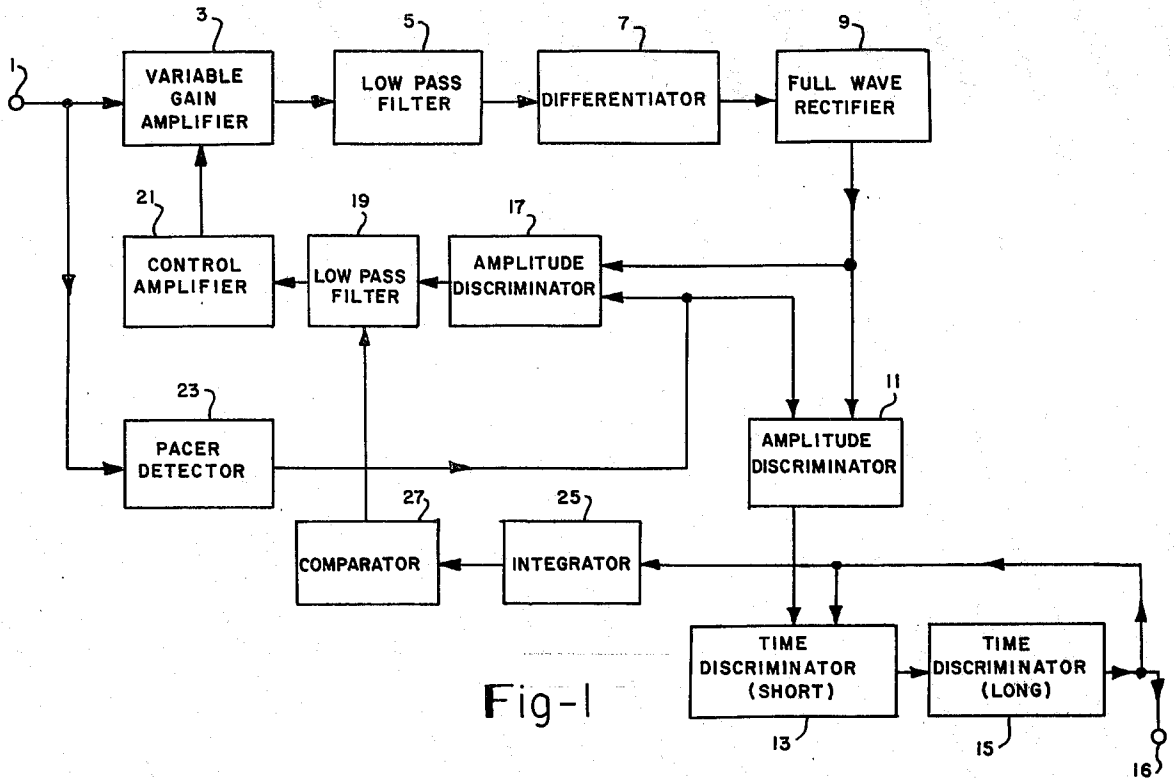 1
3
VARIABLE
GAIN
AMPLIFIER
5
LOW PASS
FILTER
7
DIFFERENTIATOR
9
FULL WAVE
RECTIFIER
21
CONTROL
AMPLIFIER
19
LOW PASS
FILTER
17
AMPLITUDE
DISCRIMINATOR
23
PACER
DETECTOR
11
AMPLITUDE
DISCRIMINATOR
27
COMPARATOR
25
INTEGRATOR
TIME
DISCRIMINATOR
(SHORT)
13
TIME
DISCRIMINATOR
(LONG)
15
16
Fig-1